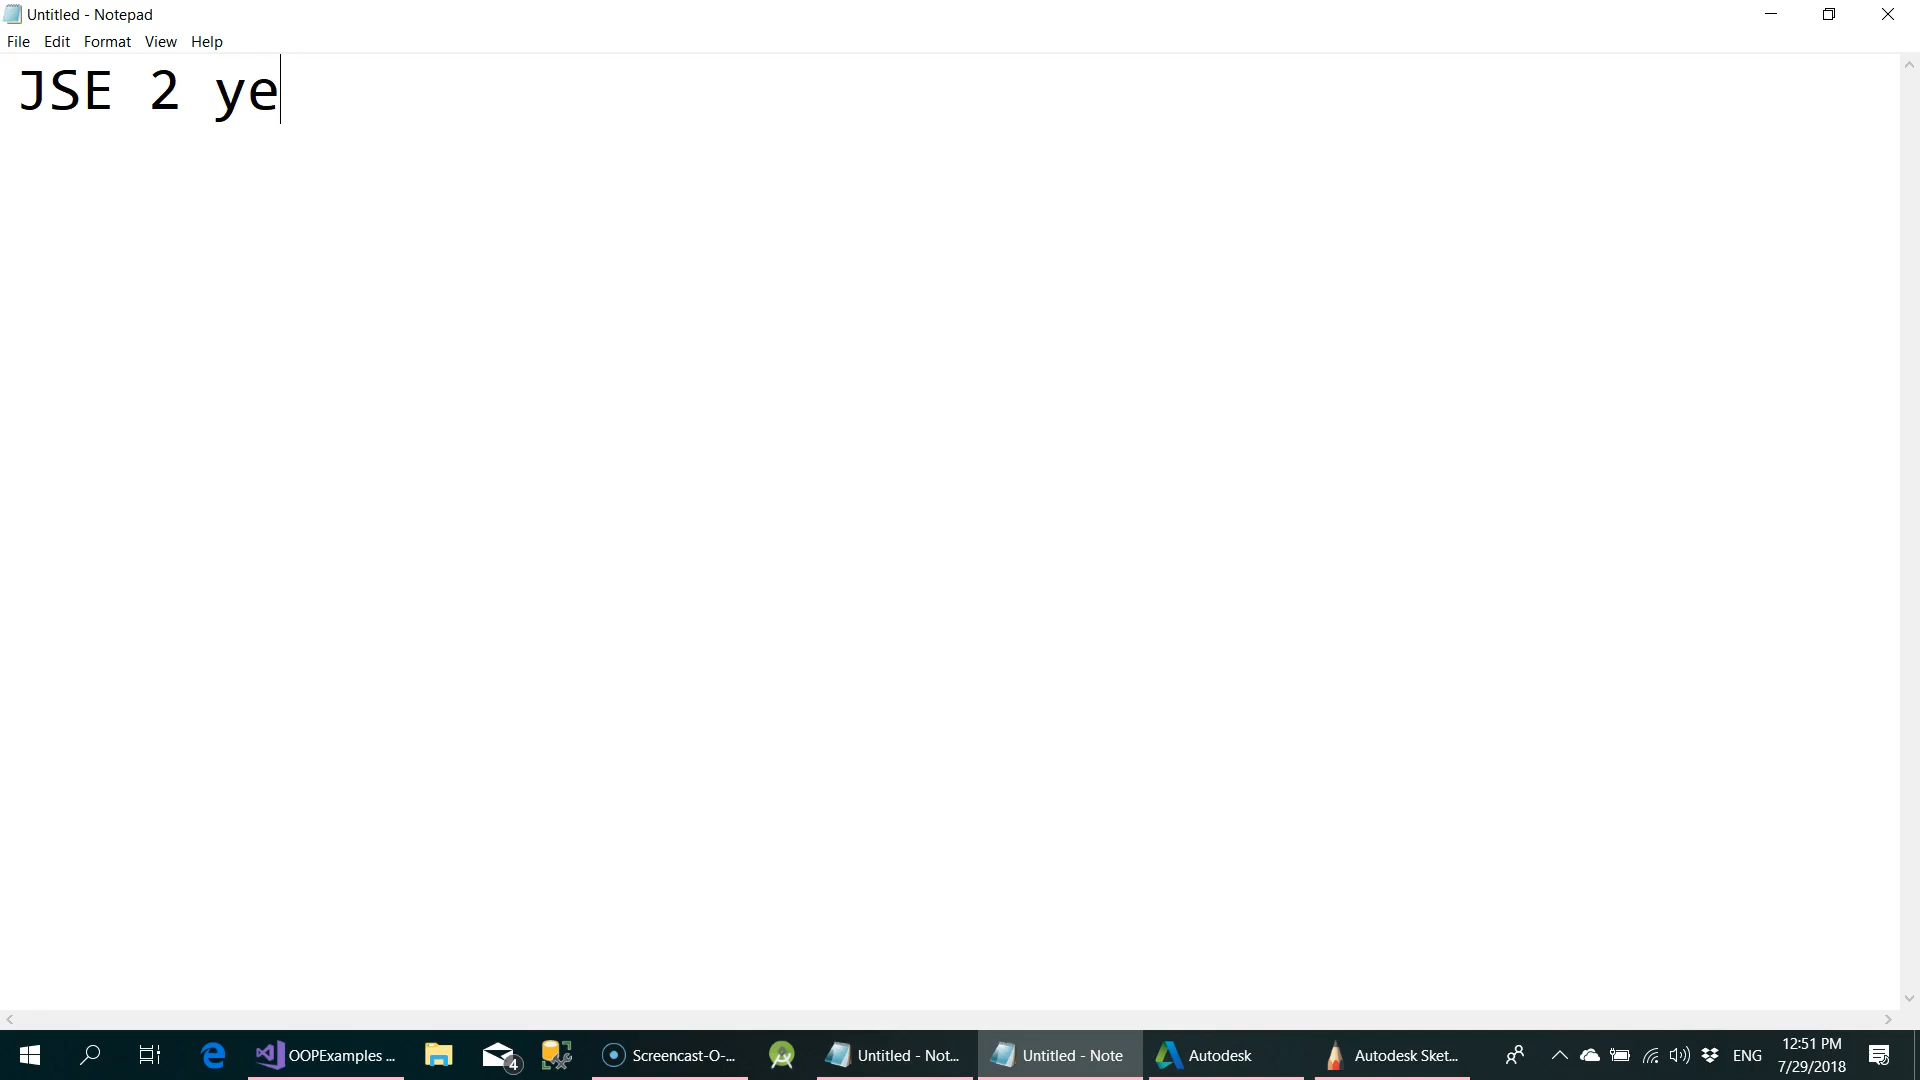 Untitled - Notepad
File Edit Format View Help
JSE 2 ye
OOPExamples ...
4
Screencast-O-...
Untitled - Not...
Untitled - Note
Autodesk
Autodesk Sket...
ENG
12:51 PM
7/29/2018